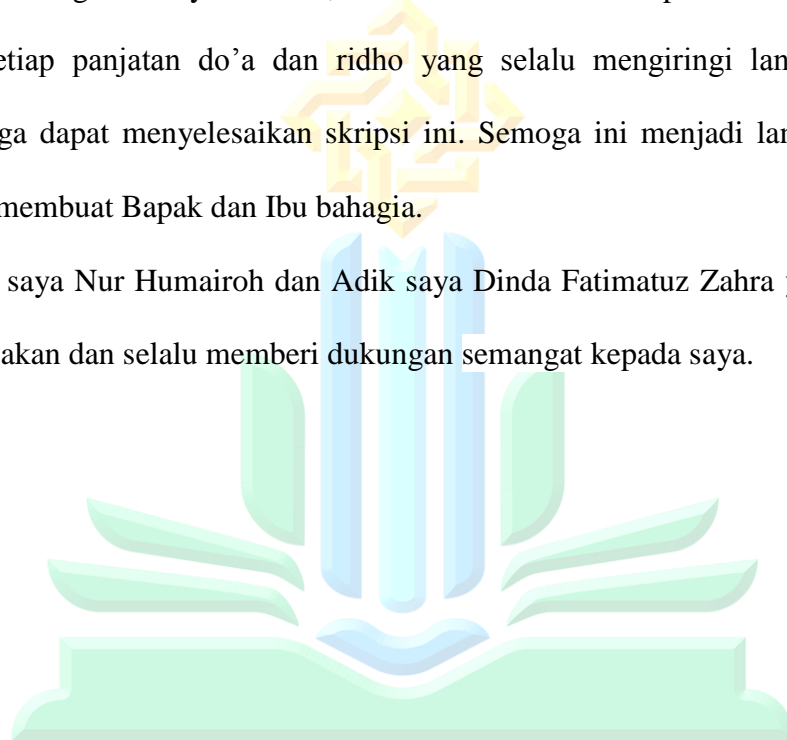 etiap panjatan do’a dan ridho yang selalu mengiringi lan
ga dapat menyelesaikan skripsi ini. Semoga ini menjadi lan
membuat Bapak dan Ibu bahagia.
saya Nur Humairoh dan Adik saya Dinda Fatimatuz Zahra
akan dan selalu memberi dukungan semangat kepada saya.